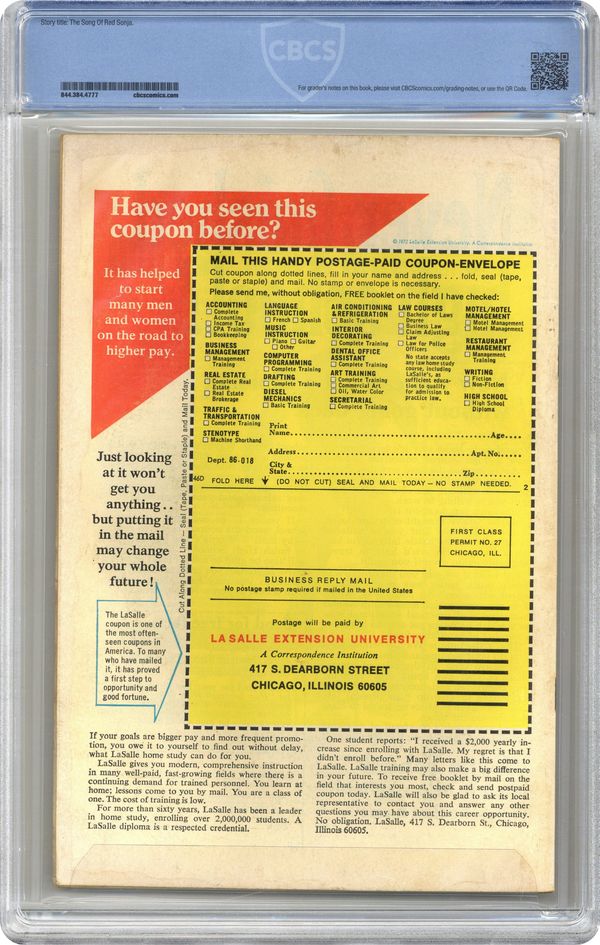 Story title: The Song Of Red Sonja.
CBCS
844.384.4777
cbcscomics.com
For grader's notes on this book, please visit CBCScomics.com/grading-notes, or use the QR Code.
Have you seen this
coupon before?
© 1972 LaSalle Extension University, A Correspondence Institution
It has helped
to start
many men
and women
on the road to
higher pay.
Just looking
at it won't
get you
anything . .
but putting it
in the mail
may change
your whole
future!
The LaSalle
coupon is one of
the most often-
seen coupons in
America. To many
who have mailed
it, it has proved
a first step to
opportunity and
good fortune.
Cut Along Dotted Line — Seal (Tape, Paste or Staple) and Mail Today.
MAIL THIS HANDY POSTAGE-PAID COUPON-ENVELOPE
Cut coupon along dotted lines, fill in your name and address . . . fold, seal (tape,
paste or staple) and mail. No stamp or envelope is necessary.
Please send me, without obligation, FREE booklet on the field I have checked:
ACCOUNTING
Complete
Accounting
Income Tax
CPA Training
Bookkeeping
BUSINESS
MANAGEMENT
Management
Training
REAL ESTATE
Complete Real
Estate
Real Estate
Brokerage
TRAFFIC &
TRANSPORTATION
Complete Training
STENOTYPE
Machine Shorthand
LANGUAGE
INSTRUCTION
French Spanish
MUSIC
INSTRUCTION
Piano Guitar
Other
COMPUTER
PROGRAMMING
Complete Training
DRAFTING
Complete Training
DIESEL
MECHANICS
Basic Training
AIR CONDITIONING
& REFRIGERATION
Basic Training
INTERIOR
DECORATING
Complete Training
DENTAL OFFICE
ASSISTANT
Complete Training
ART TRAINING
Complete Training
Commercial Art
Oil, Water Color
SECRETARIAL
Complete Training
LAW COURSES
Bachelor of Laws
Degree
Business Law
Claim Adjusting
Law
Law for Police
Officers
No state accepts
any law home study
course, including
LaSalle's, as
sufficient educa-
tion to qualify
for admission to
practice law.
MOTEL/HOTEL
MANAGEMENT
Motel Management
Hotel Management
RESTAURANT
MANAGEMENT
Management
Training
WRITING
Fiction
Non-Fiction
HIGH SCHOOL
High School
Diploma
Print
Name Age
Address Apt. No.
Dept. 86-018
City &
State Zip
46D FOLD HERE (DO NOT CUT) SEAL AND MAIL TODAY — NO STAMP NEEDED. 2
FIRST CLASS
PERMIT NO. 27
CHICAGO, ILL.
BUSINESS REPLY MAIL
No postage stamp required if mailed in the United States
Postage will be paid by
LA SALLE EXTENSION UNIVERSITY
A Correspondence Institution
417 S. DEARBORN STREET
CHICAGO, ILLINOIS 60605
If your goals are bigger pay and more frequent promo-
tion, you owe it to yourself to find out without delay,
what LaSalle home study can do for you.
LaSalle gives you modern, comprehensive instruction
in many well-paid, fast-growing fields where there is a
continuing demand for trained personnel. You learn at
home; lessons come to you by mail. You are a class of
one. The cost of training is low.
For more than sixty years, LaSalle has been a leader
in home study, enrolling over 2,000,000 students. A
LaSalle diploma is a respected credential.
One student reports: "I received a $2,000 yearly in-
crease since enrolling with LaSalle. My regret is that I
didn't enroll before." Many letters like this come to
LaSalle. LaSalle training may also make a big difference
in your future. To receive free booklet by mail on the
field that interests you most, check and send postpaid
coupon today. LaSalle will also be glad to ask its local
representative to contact you and answer any other
questions you may have about this career opportunity.
No obligation. LaSalle, 417 S. Dearborn St., Chicago,
Illinois 60605.